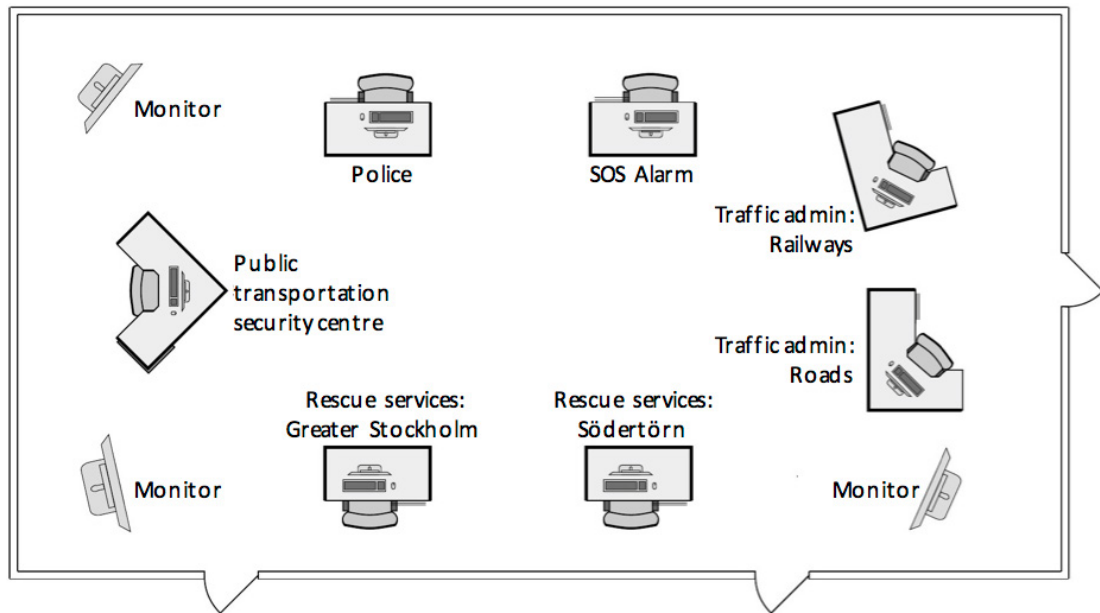 Monitor
Police
SOS Alarm
Traffic admin:
Railways
Public
transportation
security centre
Traffic admin:
Roads
Rescue services:
Greater Stockholm
Rescue services:
Södertörn
Monitor
Monitor